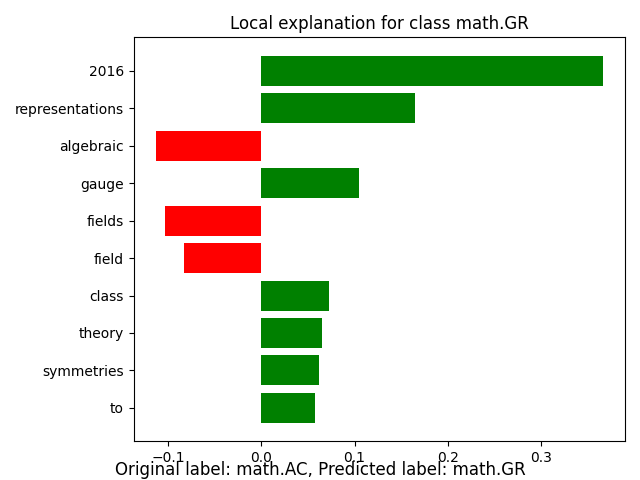 Local explanation for class math.GR
2016
representations
algebraic
gauge
fields
field
class
theory
symmetries
to
−0.1 0.0 0.1 0.2 0.3
Original label: math.AC, Predicted label: math.GR